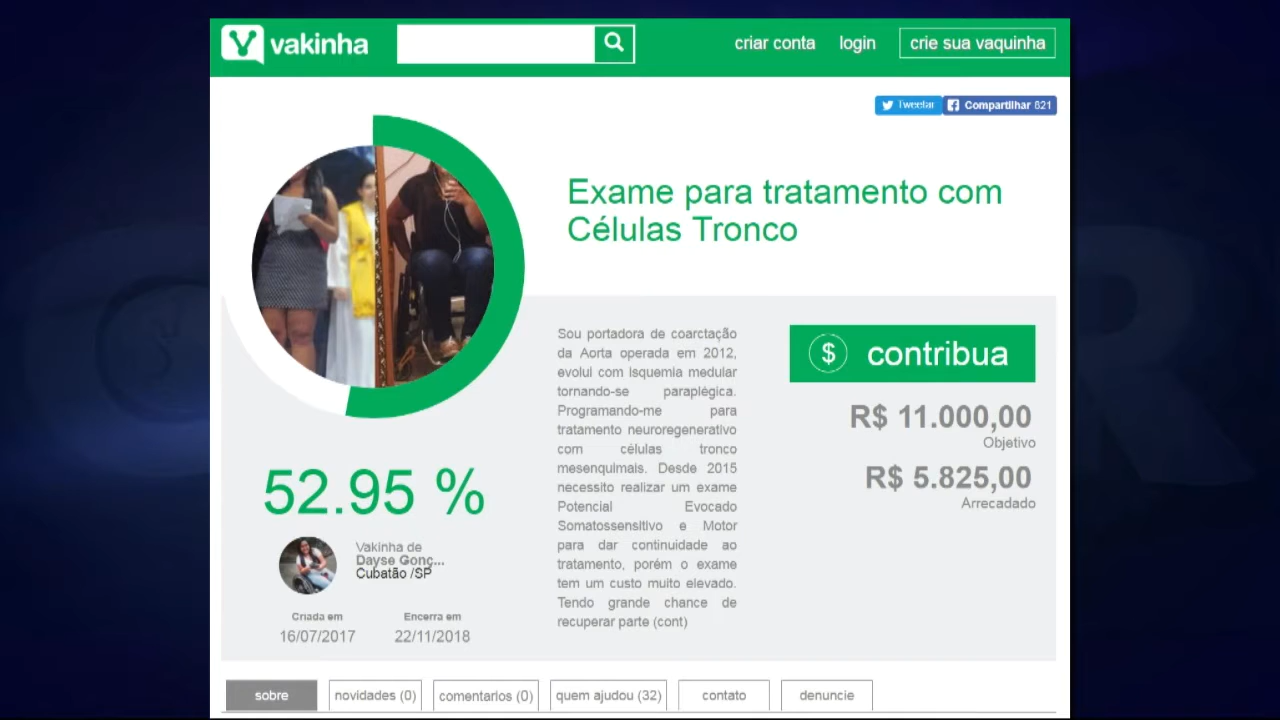 vakinha
criar conta
login
crie sua vaquinha
Tweetar
Compartilhar 621
Exame para tratamento com
Células Tronco
Sou portadora de coarctação
da Aorta operada em 2012,
evolui com isquemia medular
tornando-se paraplégica.
Programando-me para
tratamento neuroregenerativo
com células tronco
mesenquimais. Desde 2015
necessito realizar um exame
Potencial Evocado
Somatossensitivo e Motor
para dar continuidade ao
tratamento, porém o exame
tem um custo muito elevado.
Tendo grande chance de
recuperar parte (cont)
$ contribua
R$ 11.000,00
Objetivo
R$ 5.825,00
Arrecadado
52.95 %
Vakinha de
Dayse Gonç...
Cubatão /SP
Criada em
16/07/2017
Encerra em
22/11/2018
sobre
novidades (0)
comentarios (0)
quem ajudou (32)
contato
denuncie